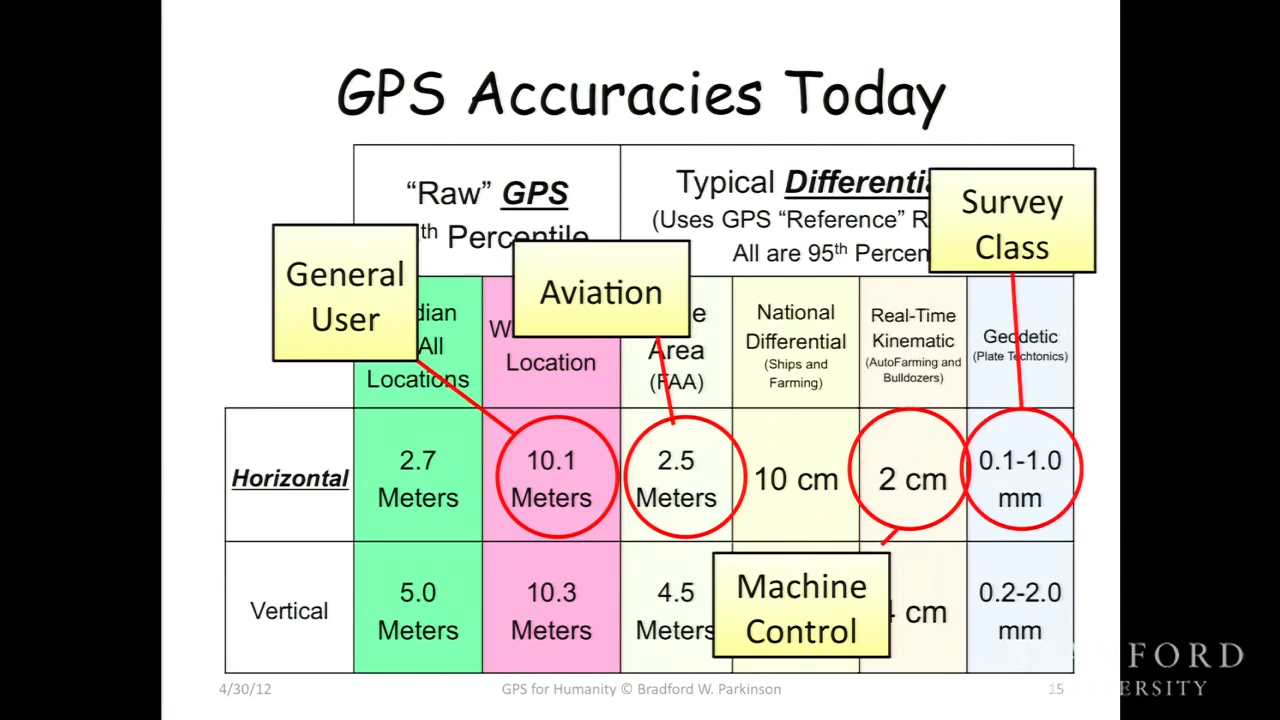 GPS Accuracies Today
“Raw” GPS
th Percentile
Typical
(Uses GPS “Reference”
All are 95th
General
User
Aviation
Survey
Class
All
Locations
Location
Area
(FAA)
National
Differential
(Ships and
Farming)
Real-Time
Kinematic
(AutoFarming and
Bulldozers)
Geodetic
(Plate Techtonics)
Horizontal
2.7
Meters
10.1
Meters
2.5
Meters
10 cm
2 cm
0.1-1.0
mm
Vertical
5.0
Meters
10.3
Meters
4.5
Meters
Machine
Control
cm
0.2-2.0
mm
4/30/12
GPS for Humanity © Bradford W. Parkinson
15